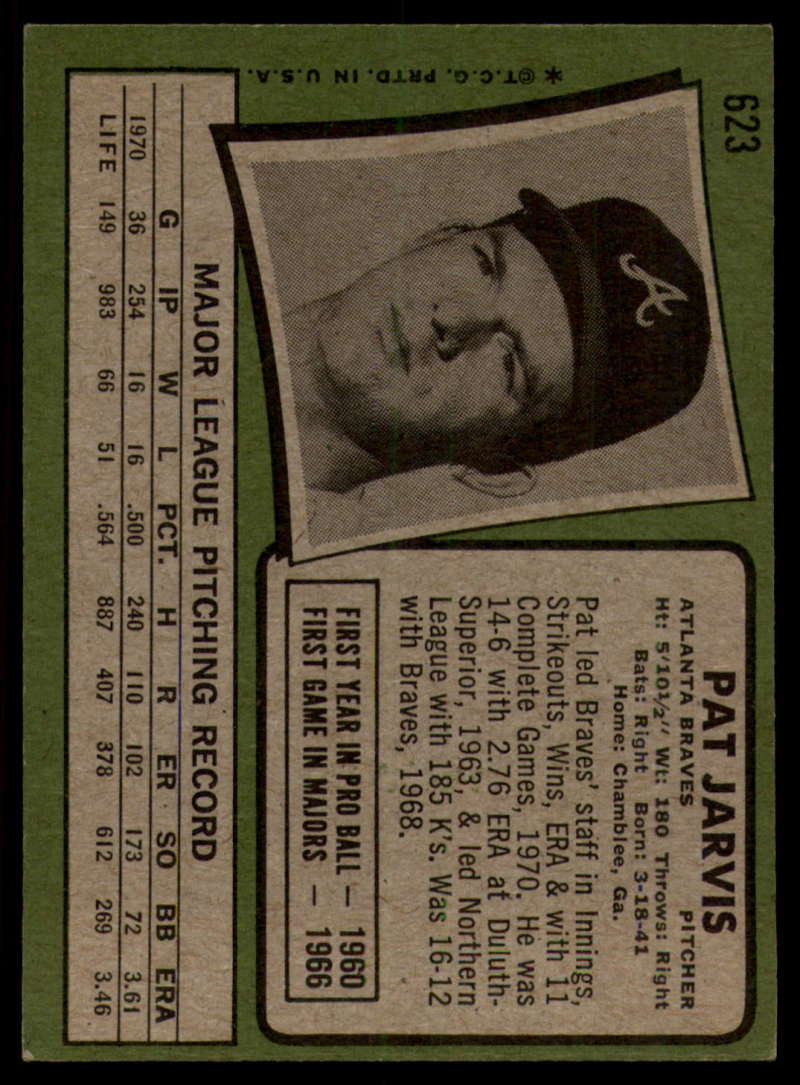 623
PAT JARVIS
ATLANTA BRAVES PITCHER
Ht: 5'10½" Wt: 180 Throws: Right
Bats: Right Born: 3-18-41
Home: Chamblee, Ga.
Pat led Braves' staff in Innings,
Strikeouts, Wins, ERA & with 11
Complete Games, 1970. He was
14-6 with 2.76 ERA at Duluth-
Superior, 1963, & led Northern
League with 185 K's. Was 16-12
with Braves, 1968.
FIRST YEAR IN PRO BALL — 1960
FIRST GAME IN MAJORS — 1966
A
*©T.C.G. PRTD. IN U.S.A.
MAJOR LEAGUE PITCHING RECORD
G IP W L PCT. H R ER SO BB ERA
1970 36 254 16 16 .500 240 110 102 173 72 3.61
LIFE 149 983 66 51 .564 887 407 378 612 269 3.46